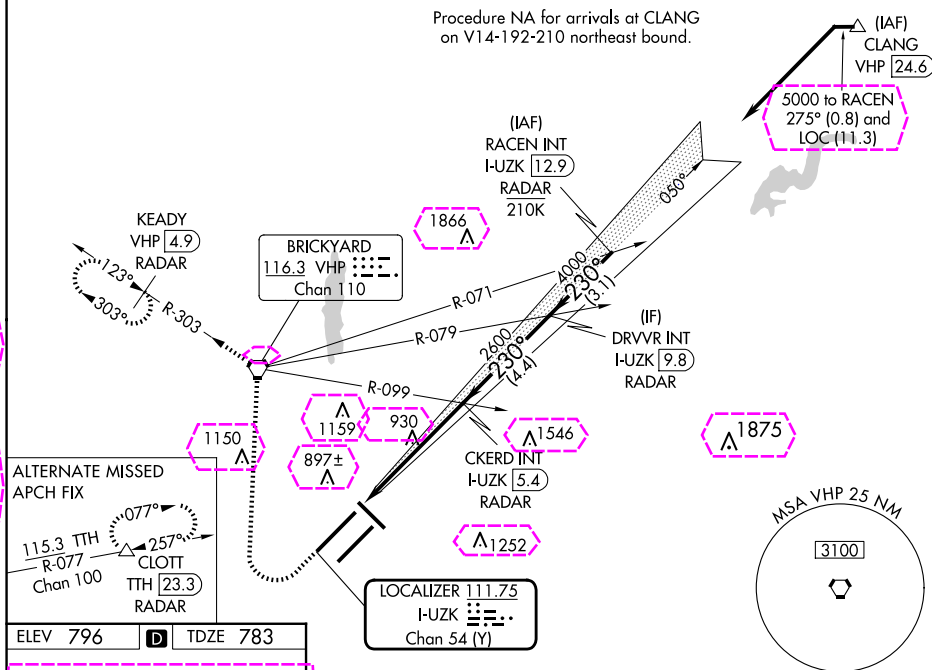 Procedure NA for arrivals at CLANG
on V14-192-210 northeast bound.
(IAF)
CLANG
VHP 24.6
5000 to RACEN
275° (0.8) and
LOC (11.3)
(IAF)
RACEN INT
I-UZK 12.9
RADAR
210K
050°
1866
KEADY
VHP 4.9
RADAR
BRICKYARD
116.3 VHP
Chan 110
123°
303°
R-303
R-071
4000
230°
(3.1)
R-079
(IF)
DRVVR INT
I-UZK 9.8
RADAR
2600
230°
(4.4)
R-099
1159
930
1546
1875
1150
897±
CKERD INT
I-UZK 5.4
RADAR
ALTERNATE MISSED
APCH FIX
077°
257°
115.3 TTH
R-077
Chan 100
CLOTT
TTH 23.3
RADAR
1252
MSA VHP 25 NM
3100
LOCALIZER 111.75
I-UZK
Chan 54 (Y)
ELEV 796 D TDZE 783